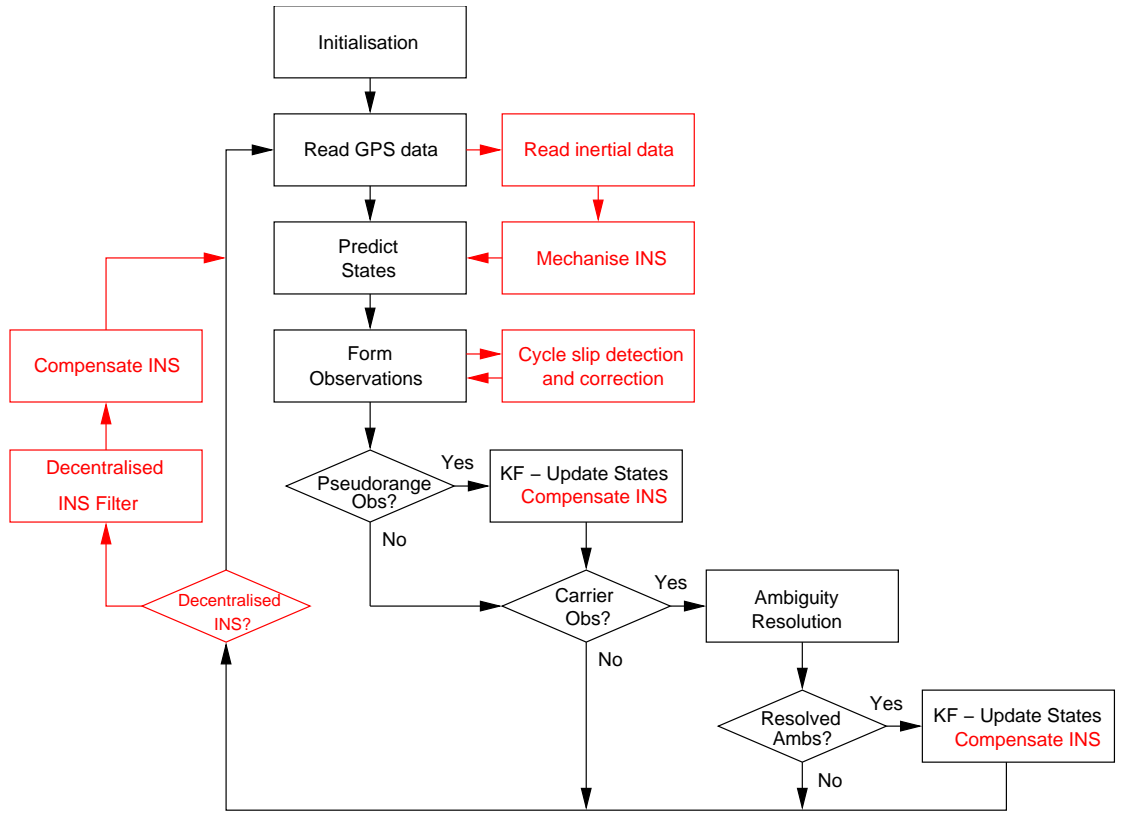 Initialisation
Read GPS data
Read inertial data
Predict
States
Mechanise INS
Form
Observations
Cycle slip detection
and correction
Compensate INS
Decentralised
INS Filter
Pseudorange
Obs?
Yes
No
KF – Update States
Compensate INS
Decentralised
INS?
Carrier
Obs?
Yes
No
Ambiguity
Resolution
Resolved
Ambs?
Yes
No
KF – Update States
Compensate INS